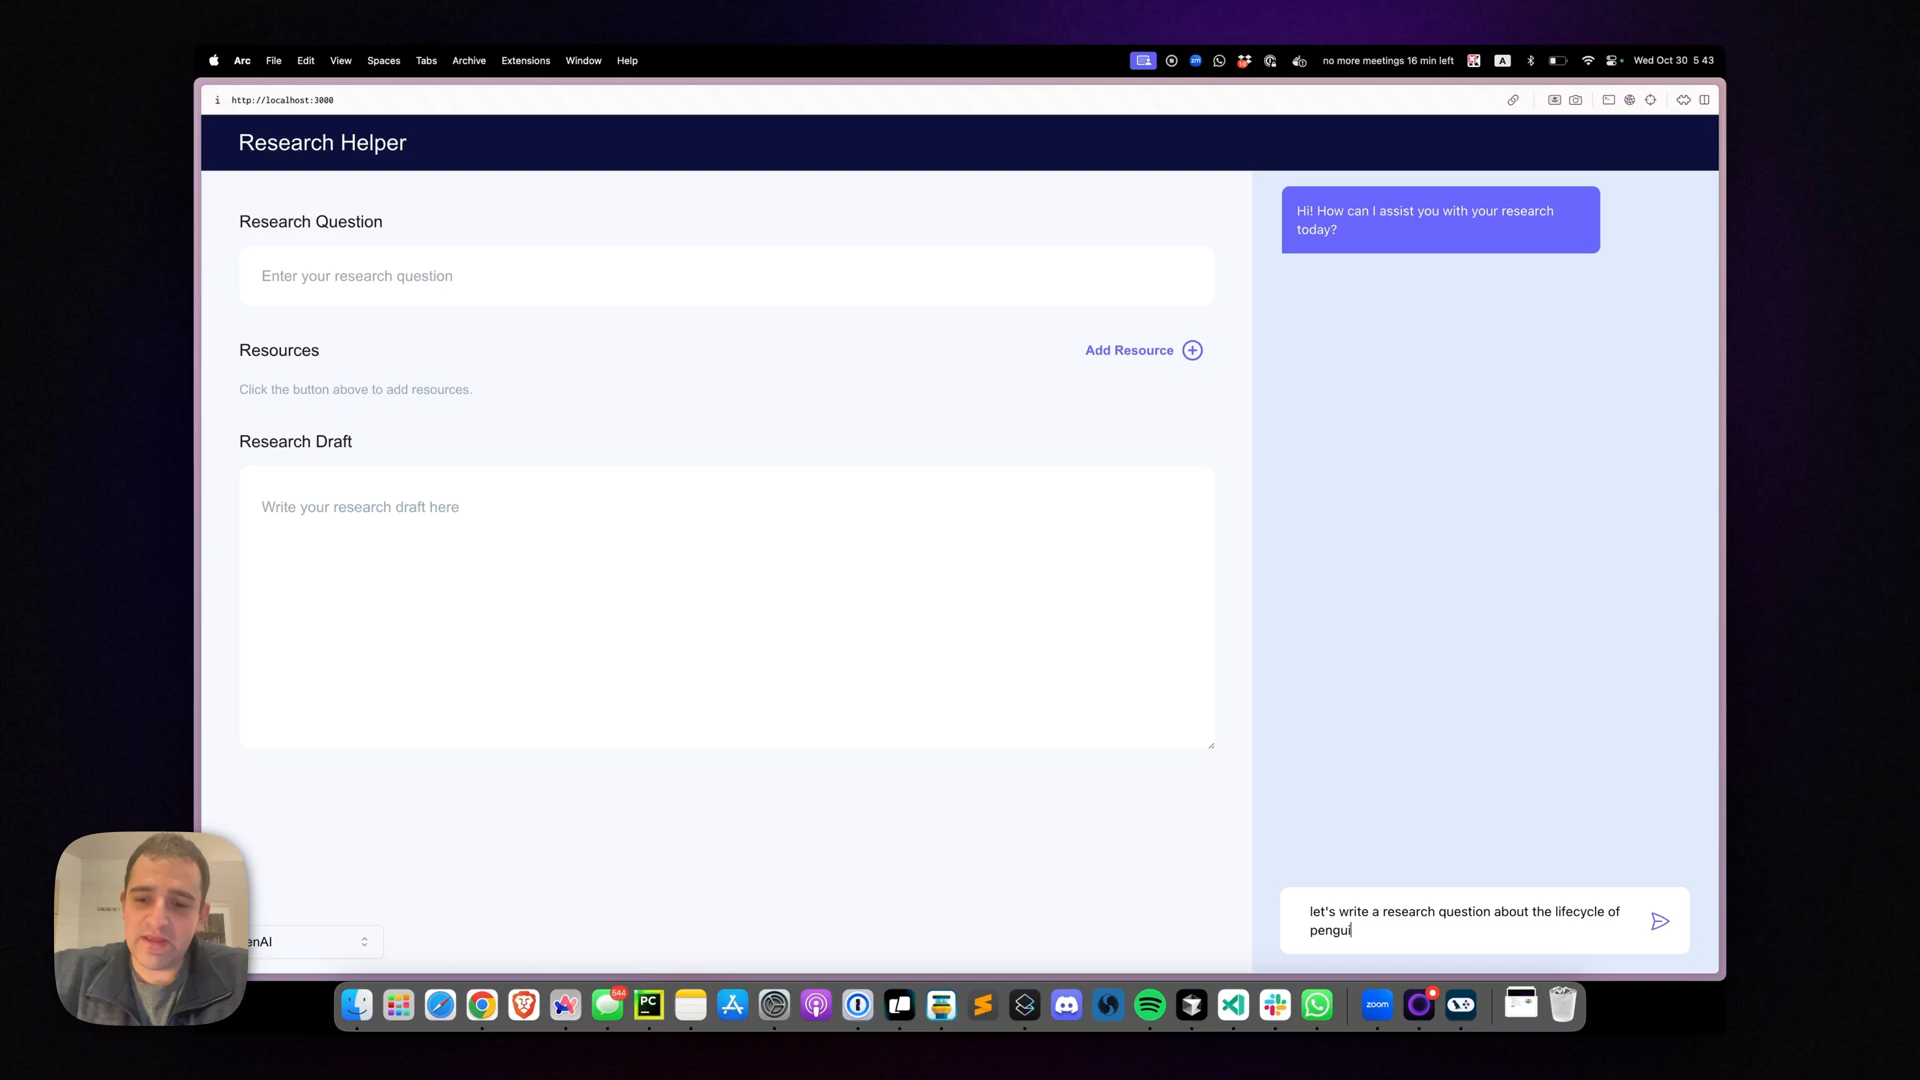 Arc File Edit View Spaces Tabs Archive Extensions Window Help
no more meetings 16 min left
A
Wed Oct 30 5 43
i http://localhost:3000
Research Helper
Research Question
Enter your research question
Resources
Add Resource
Click the button above to add resources.
Research Draft
Write your research draft here
Hi! How can I assist you with your research
today?
let's write a research question about the lifecycle of
pengui
enAI
544
PC
zoom